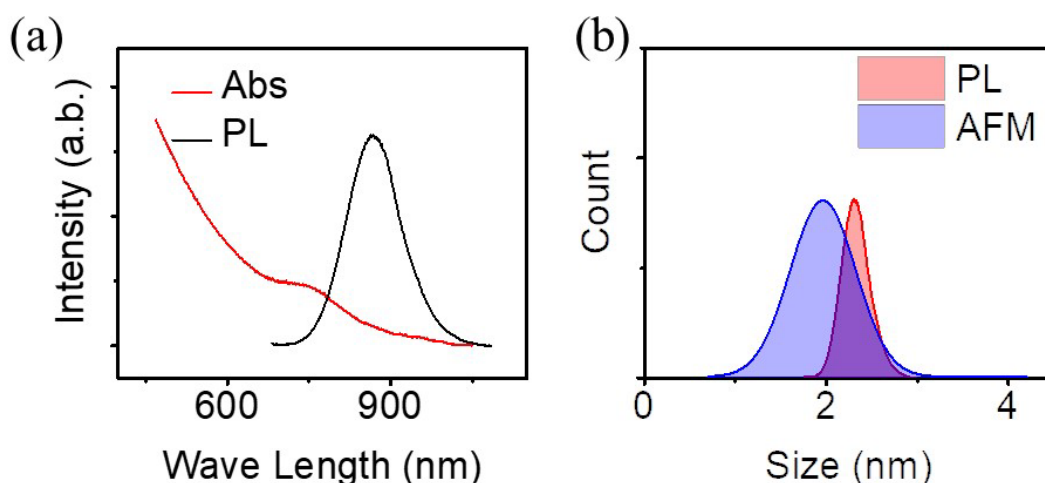 (a)
Abs
PL
Intensity (a.b.)
600
900
Wave Length (nm)
(b)
PL
AFM
Count
0
2
4
Size (nm)